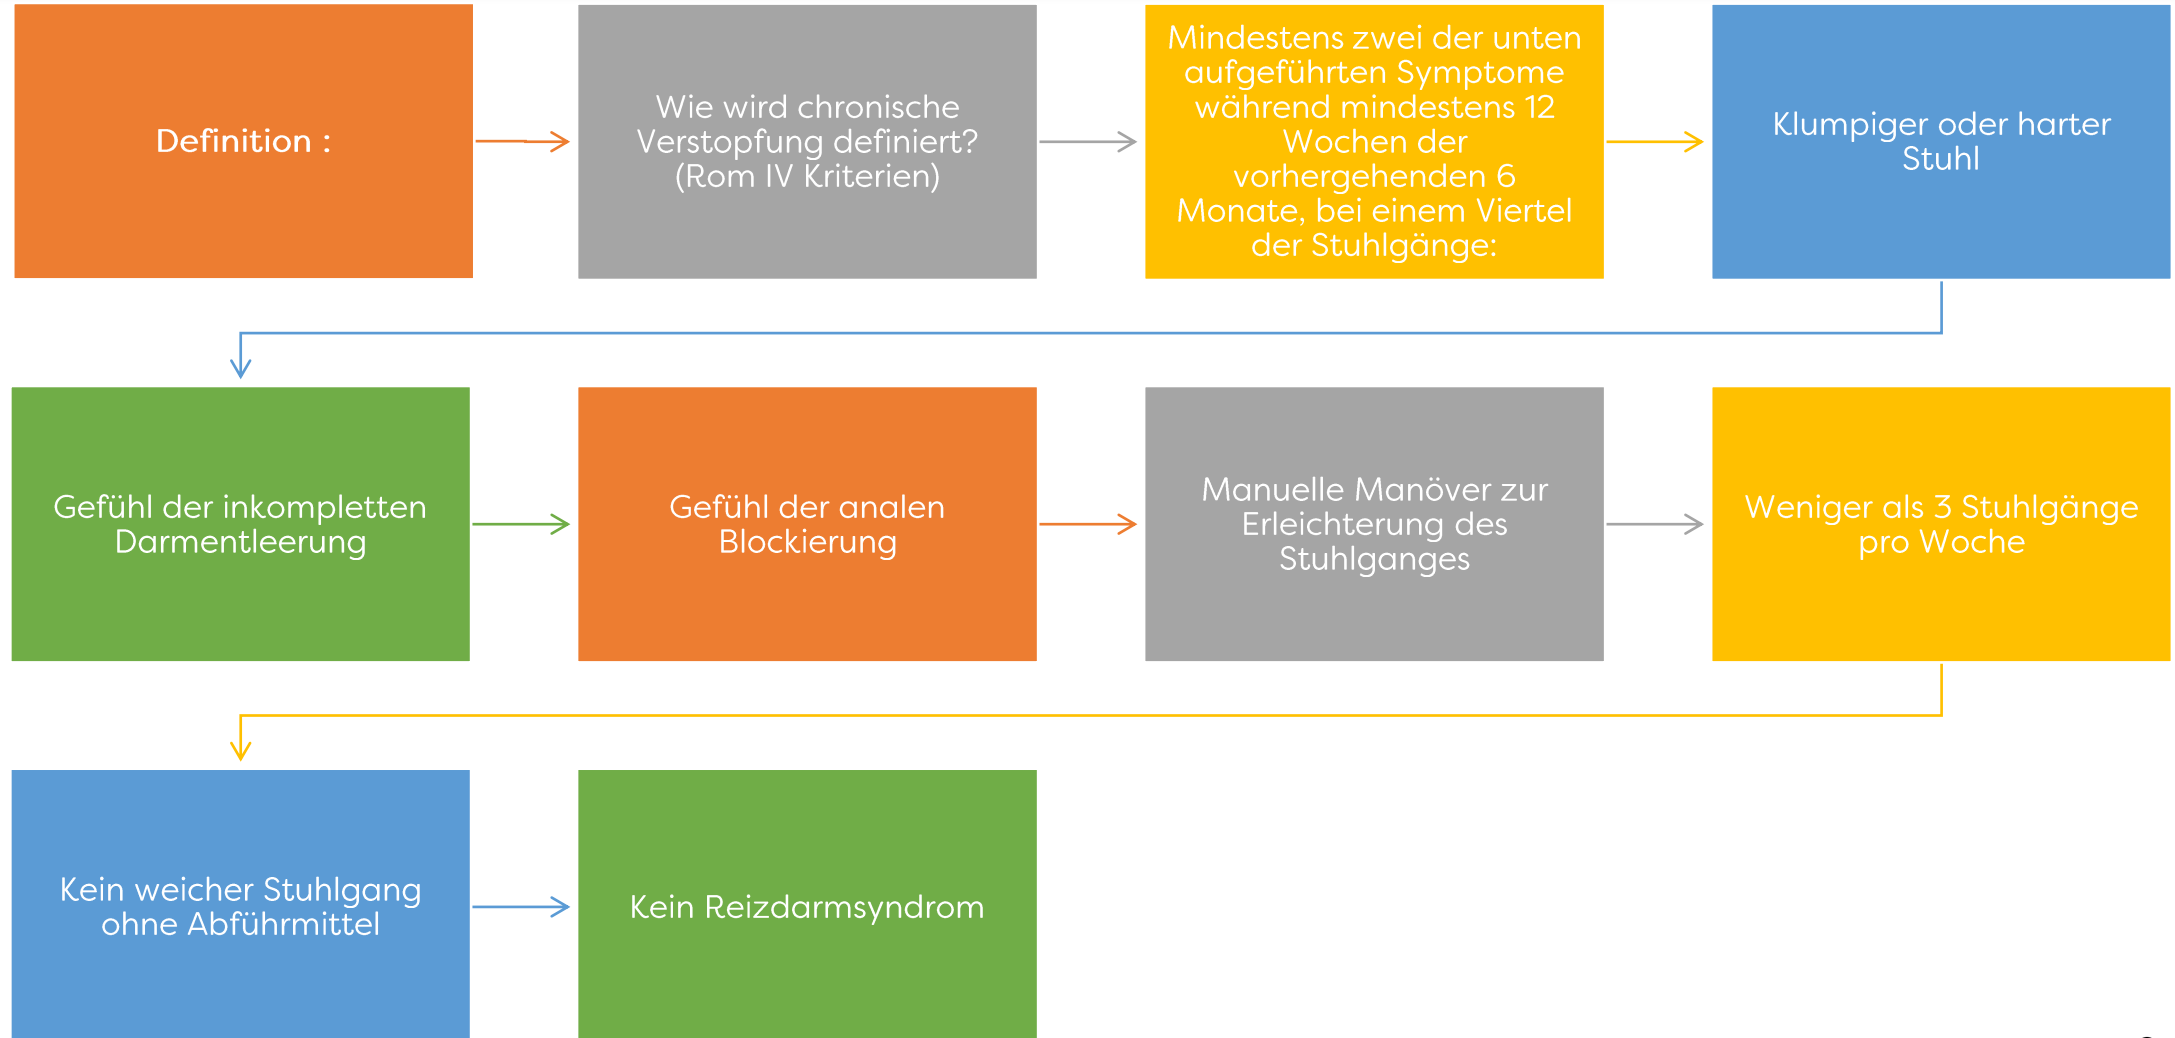 Definition :
Wie wird chronische
Verstopfung definiert?
(Rom IV Kriterien)
Mindestens zwei der unten
aufgeführten Symptome
während mindestens 12
Wochen der
vorhergehenden 6
Monate, bei einem Viertel
der Stuhlgänge:
Klumpiger oder harter
Stuhl
Gefühl der inkompletten
Darmentleerung
Gefühl der analen
Blockierung
Manuelle Manöver zur
Erleichterung des
Stuhlganges
Weniger als 3 Stuhlgänge
pro Woche
Kein weicher Stuhlgang
ohne Abführmittel
Kein Reizdarmsyndrom